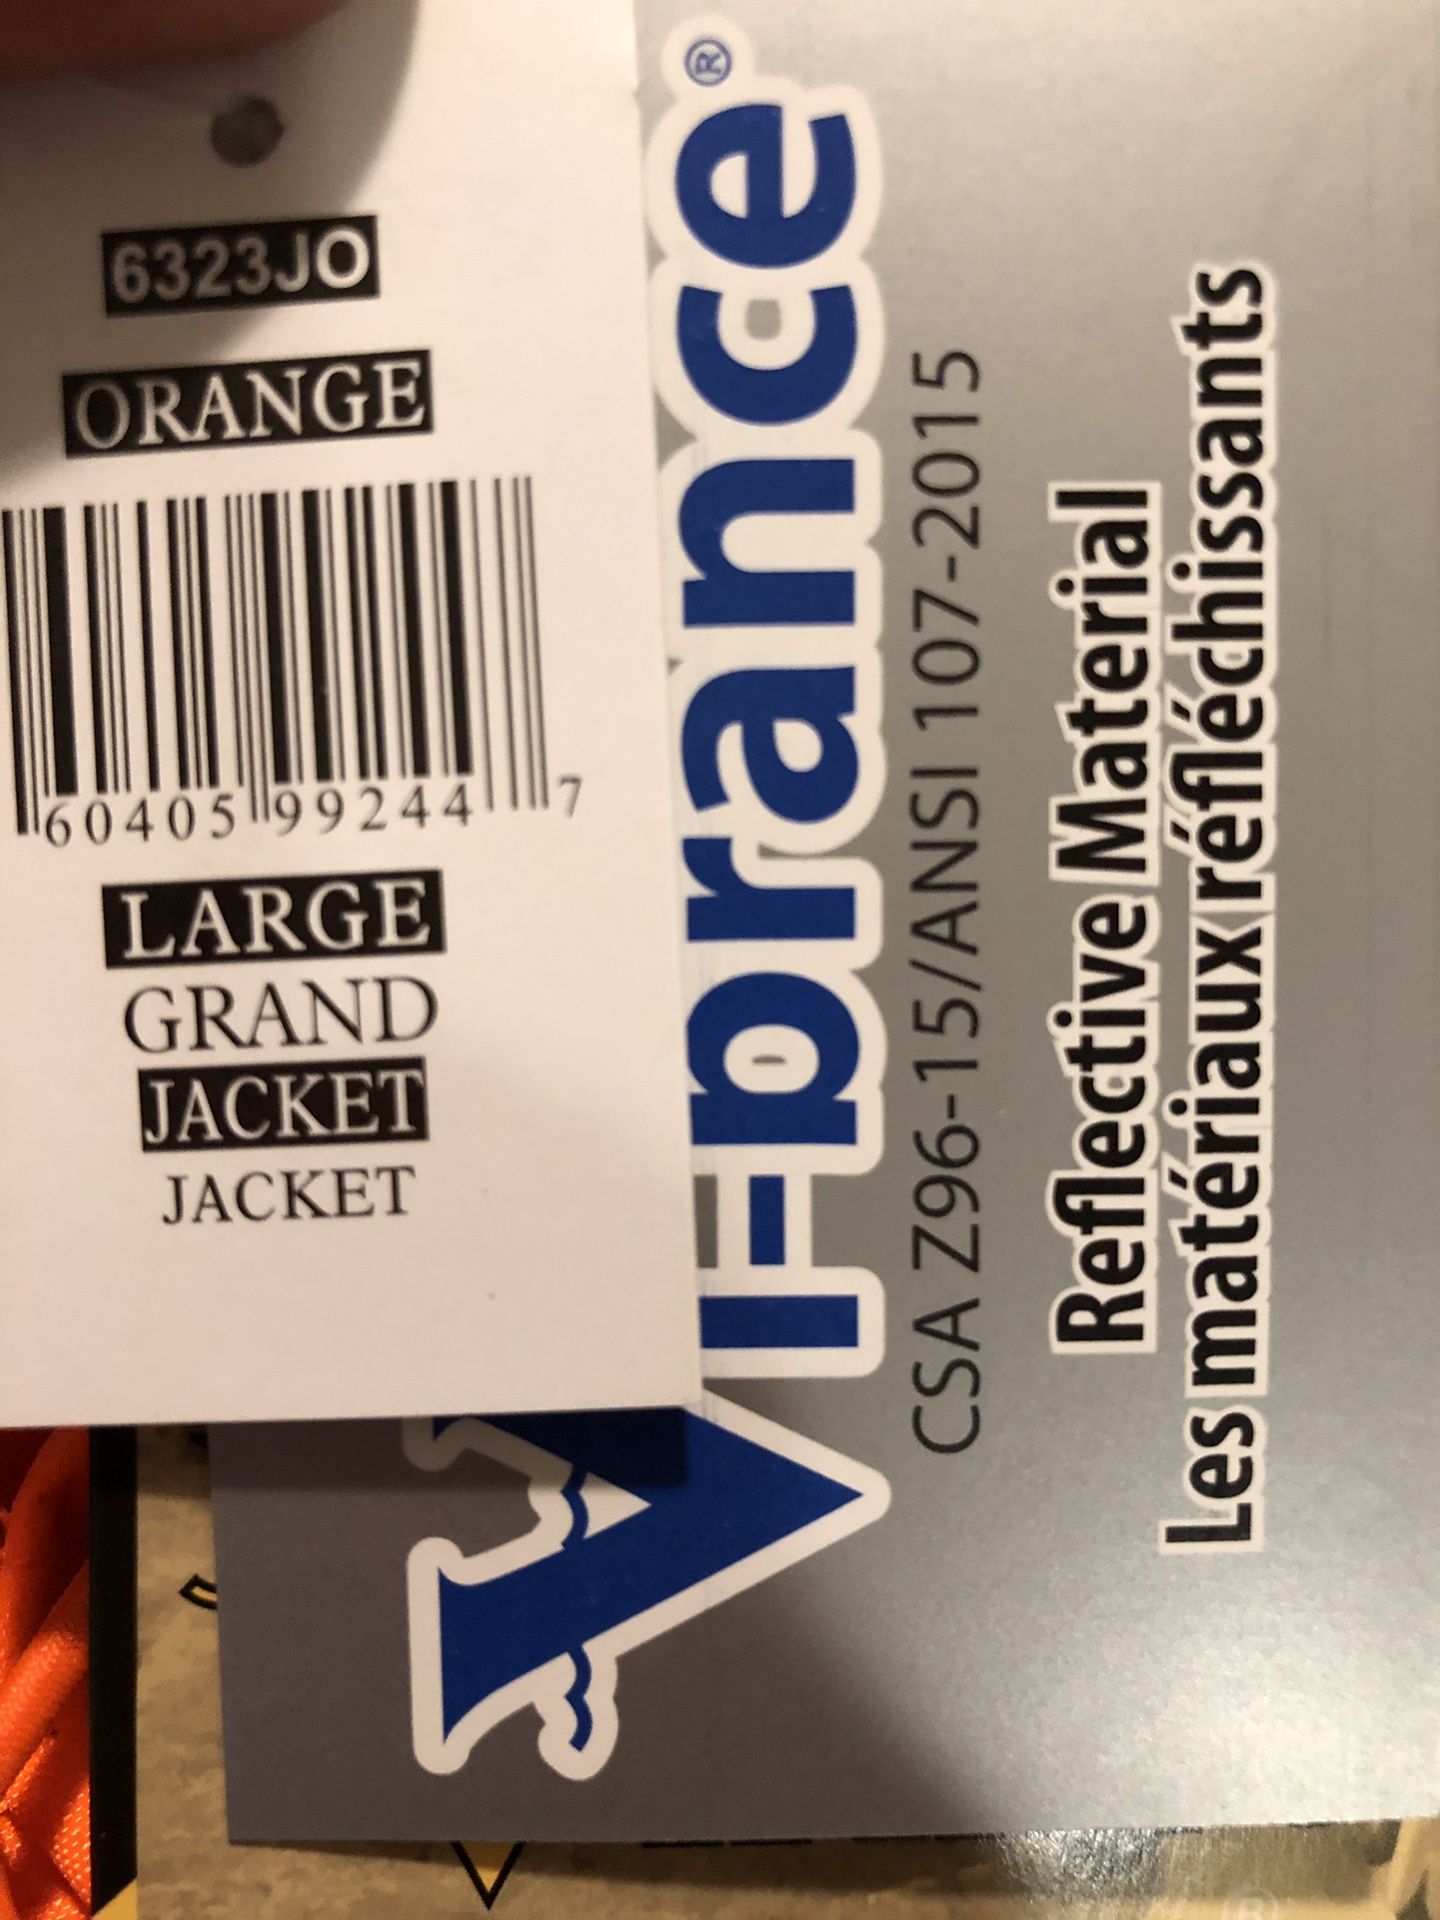 6323JO
ORANGE
60405 99244 7
LARGE
GRAND
JACKET
JACKET
Vi-brance®
CSA Z96-15/ANSI 107-2015
Reflective Material
Les matériaux réfléchissants
®